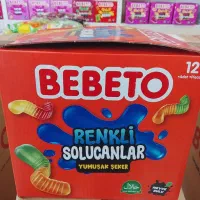 BEBETO
12
RENKLİ
SOLUCANLAR
YUMUŞAK ŞEKER